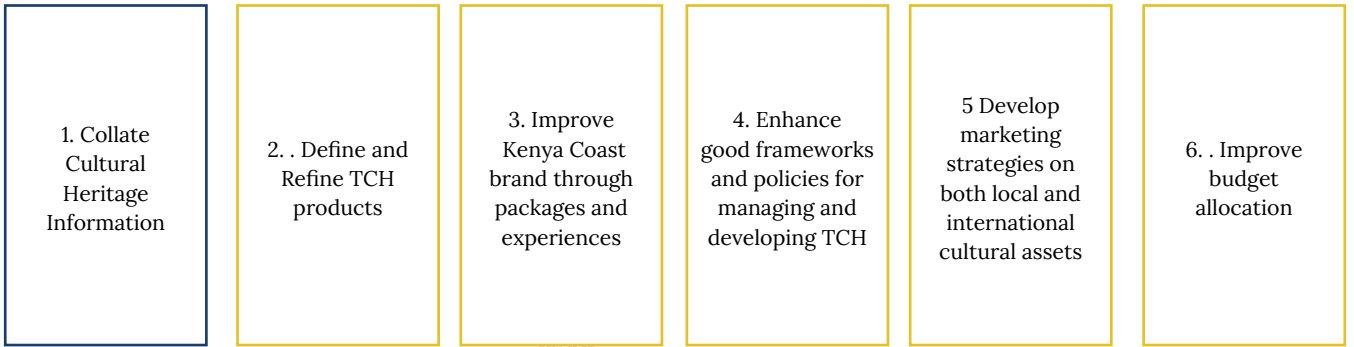 1. Collate
Cultural
Heritage
Information
2. . Define and
Refine TCH
products
3. Improve
Kenya Coast
brand through
packages and
experiences
4. Enhance
good frameworks
and policies for
managing and
developing TCH
5 Develop
marketing
strategies on
both local and
international
cultural assets
6. . Improve
budget
allocation